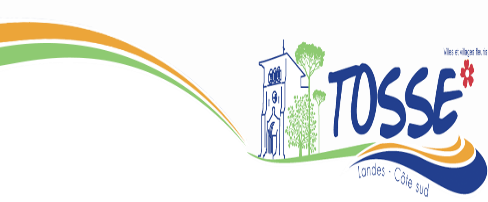 villes et villages fleuris
TOSSE
Landes - Côte sud